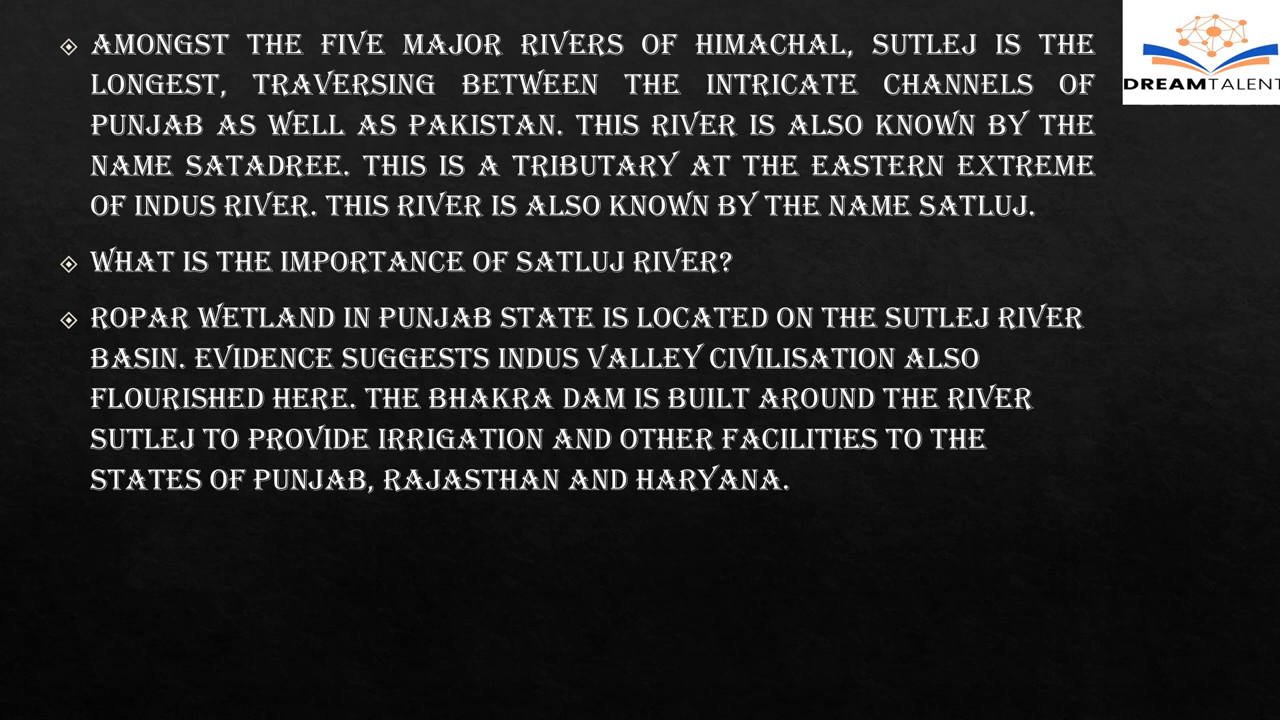 AMONGST THE FIVE MAJOR RIVERS OF HIMACHAL, SUTLEJ IS THE
LONGEST, TRAVERSING BETWEEN THE INTRICATE CHANNELS OF
PUNJAB AS WELL AS PAKISTAN. THIS RIVER IS ALSO KNOWN BY THE
NAME SATADREE. THIS IS A TRIBUTARY AT THE EASTERN EXTREME
OF INDUS RIVER. THIS RIVER IS ALSO KNOWN BY THE NAME SATLUJ.
WHAT IS THE IMPORTANCE OF SATLUJ RIVER?
ROPAR WETLAND IN PUNJAB STATE IS LOCATED ON THE SUTLEJ RIVER
BASIN. EVIDENCE SUGGESTS INDUS VALLEY CIVILISATION ALSO
FLOURISHED HERE. THE BHAKRA DAM IS BUILT AROUND THE RIVER
SUTLEJ TO PROVIDE IRRIGATION AND OTHER FACILITIES TO THE
STATES OF PUNJAB, RAJASTHAN AND HARYANA.
DREAMTALENT